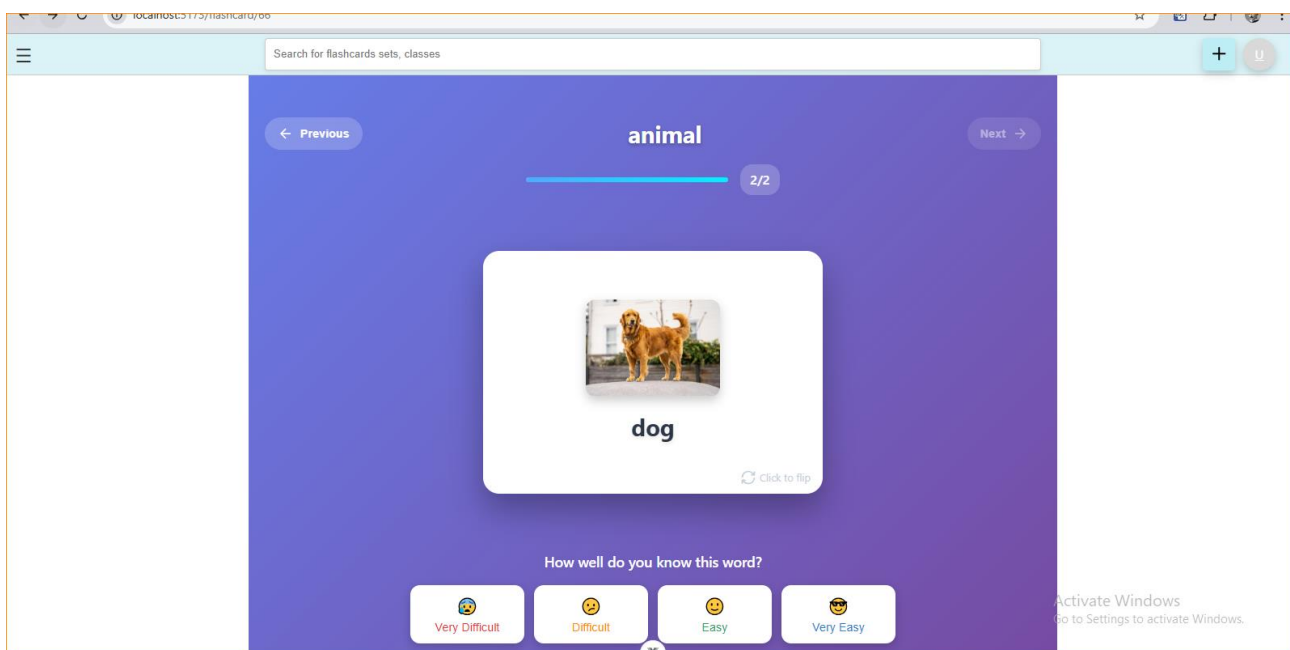 localhost:5173/flashcard/66
Search for flashcards sets, classes
+ U
← Previous
animal
Next →
2/2
dog
Click to flip
How well do you know this word?
Very Difficult
Difficult
Easy
Very Easy
Activate Windows
Go to Settings to activate Windows.